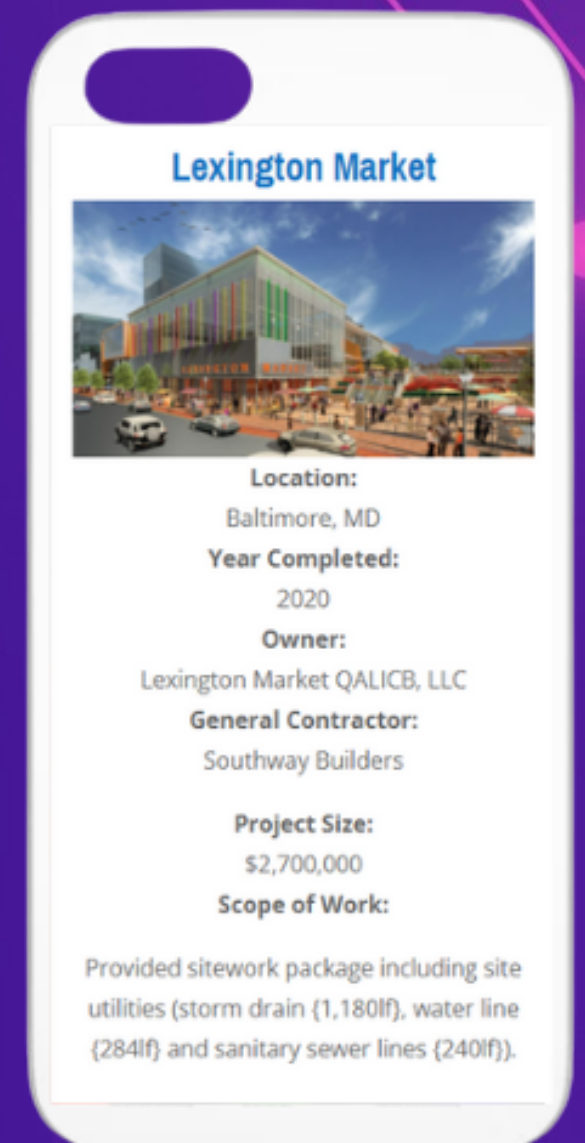 Lexington Market
LEXINGTON MARKET
Location:
Baltimore, MD
Year Completed:
2020
Owner:
Lexington Market QALICB, LLC
General Contractor:
Southway Builders
Project Size:
$2,700,000
Scope of Work:
Provided sitework package including site
utilities (storm drain {1,180lf}, water line
{284lf} and sanitary sewer lines {240lf}).